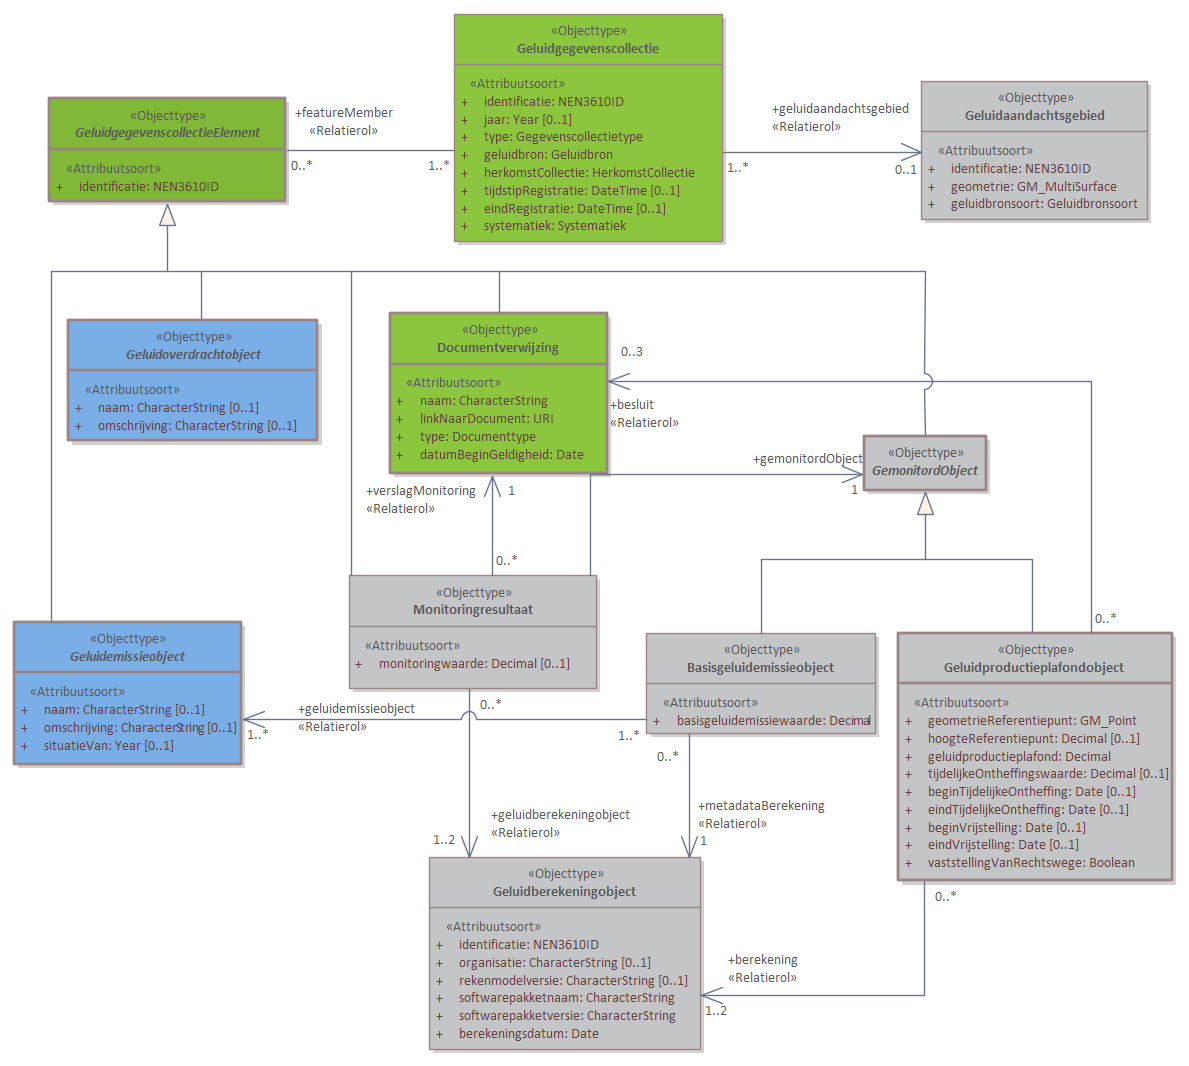 «Objecttype»
Geluidgegevenscollectie
«Attribuutsoort»
+ identificatie: NEN3610ID
+ jaar: Year [0..1]
+ type: Gegevenscollectietype
+ geluidbron: Geluidbron
+ herkomstCollectie: HerkomstCollectie
+ tijdstipRegistratie: DateTime [0..1]
+ eindRegistratie: DateTime [0..1]
+ systematiek: Systematiek
«Objecttype»
GeluidgegevenscollectieElement
«Attribuutsoort»
+ identificatie: NEN3610ID
+featureMember
«Relatierol»
0..*
1..*
+geluidaandachtsgebied
«Relatierol»
1..*
0..1
«Objecttype»
Geluidaandachtsgebied
«Attribuutsoort»
+ identificatie: NEN3610ID
+ geometrie: GM_MultiSurface
+ geluidbronsoort: Geluidbronsoort
«Objecttype»
Geluidoverdrachtobject
«Attribuutsoort»
+ naam: CharacterString [0..1]
+ omschrijving: CharacterString [0..1]
«Objecttype»
Documentverwijzing
«Attribuutsoort»
+ naam: CharacterString
+ linkNaarDocument: URI
+ type: Documenttype
+ datumBeginGeldigheid: Date
0..3
+besluit
«Relatierol»
+gemonitordObject
1
«Objecttype»
GemonitordObject
+verslagMonitoring
«Relatierol»
1
0..*
«Objecttype»
Monitoringresultaat
«Attribuutsoort»
+ monitoringwaarde: Decimal [0..1]
«Objecttype»
Geluidemissieobject
«Attribuutsoort»
+ naam: CharacterString [0..1]
+ omschrijving: CharacterString [0..1]
+ situatieVan: Year [0..1]
+geluidemissieobject
«Relatierol»
1..*
0..*
1..*
«Objecttype»
Basisgeluidemissieobject
«Attribuutsoort»
+ basisgeluidemissiewaarde: Decimal
0..*
0..*
«Objecttype»
Geluidproductieplafondobject
«Attribuutsoort»
+ geometrieReferentiepunt: GM_Point
+ hoogteReferentiepunt: Decimal [0..1]
+ geluidproductieplafond: Decimal
+ tijdelijkeOntheffingswaarde: Decimal [0..1]
+ beginTijdelijkeOntheffing: Date [0..1]
+ eindTijdelijkeOntheffing: Date [0..1]
+ beginVrijstelling: Date [0..1]
+ eindVrijstelling: Date [0..1]
+ vaststellingVanRechtswege: Boolean
0..*
+geluidberekeningobject
«Relatierol»
1..2
+metadataBerekening
«Relatierol»
1
«Objecttype»
Geluidberekeningobject
«Attribuutsoort»
+ identificatie: NEN3610ID
+ organisatie: CharacterString [0..1]
+ rekenmodelversie: CharacterString [0..1]
+ softwarepakketnaam: CharacterString
+ softwarepakketversie: CharacterString
+ berekeningsdatum: Date
+berekening
«Relatierol»
1..2